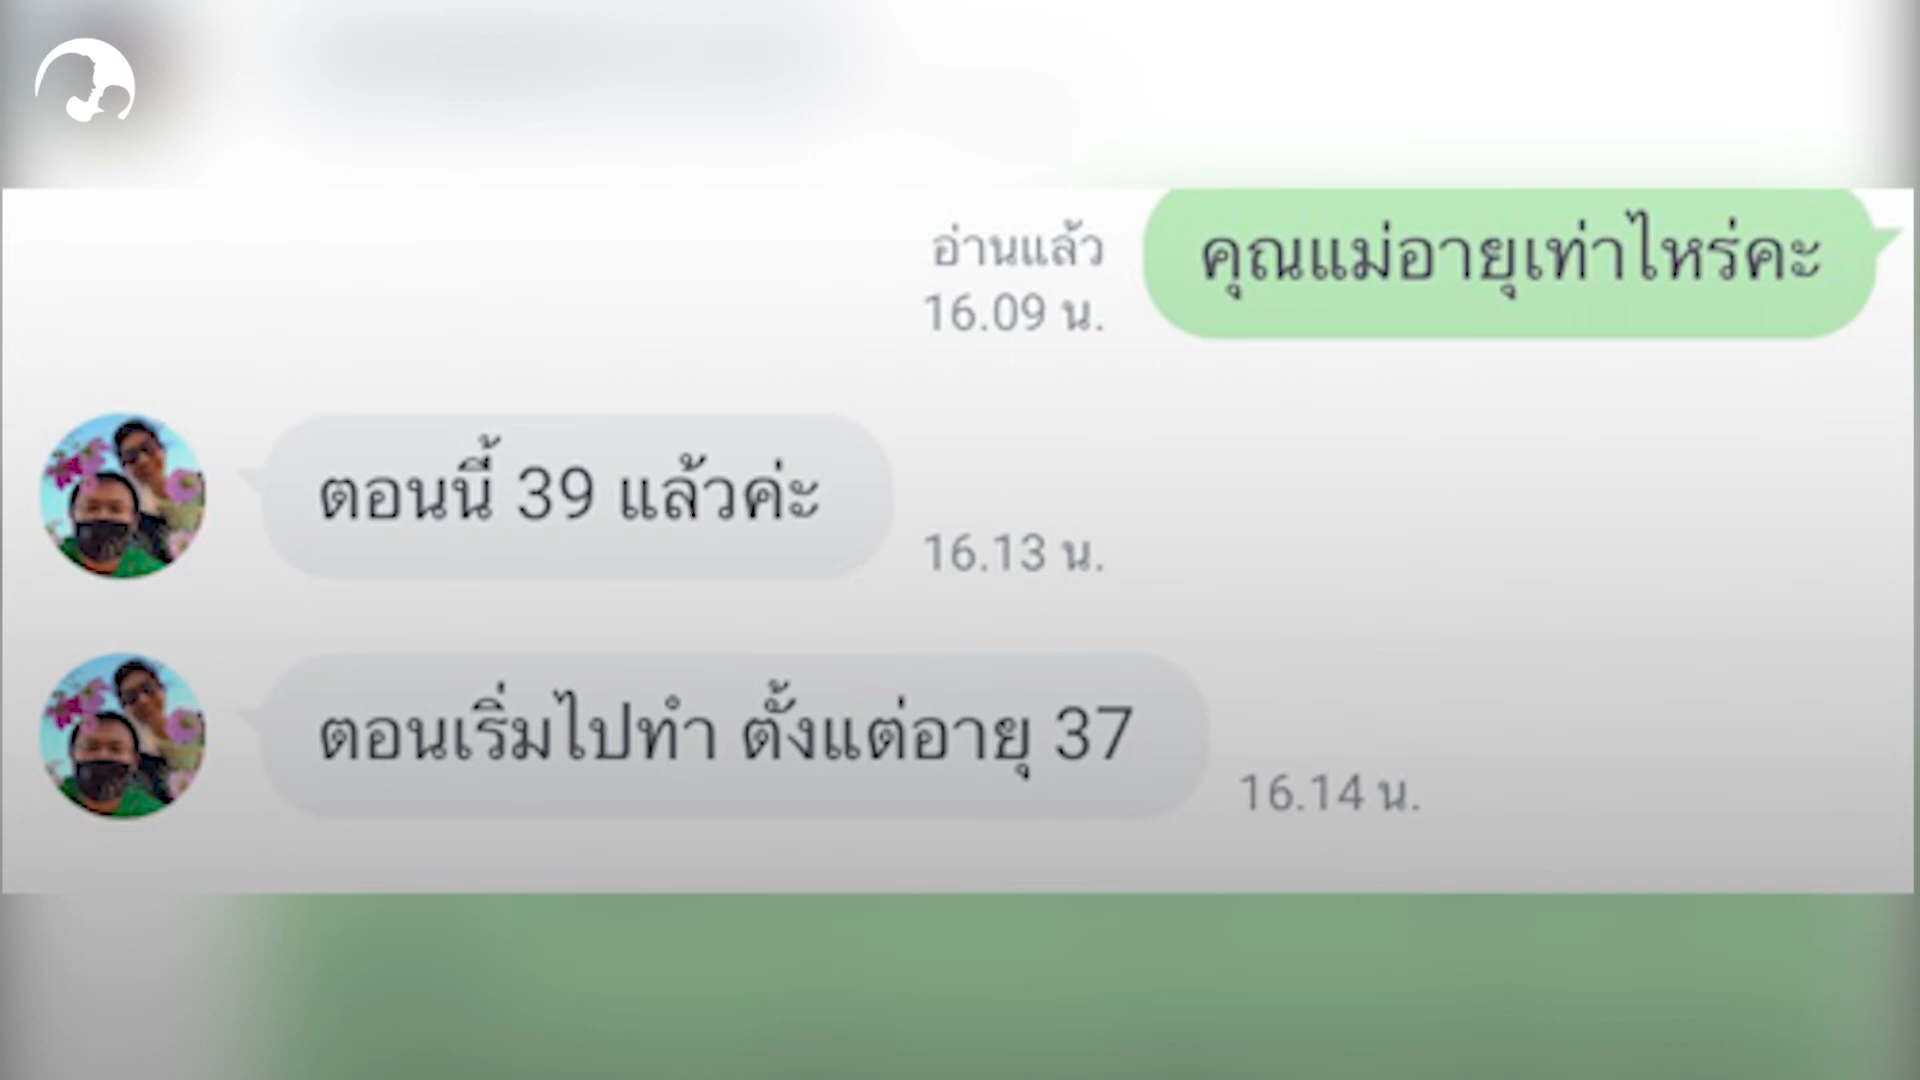 คุณแม่อายุเท่าไหร่คะ
อ่านแล้ว
16.09 น.
ตอนนี้ 39 แล้วค่ะ
16.13 น.
ตอนเริ่มไปทำ ตั้งแต่อายุ 37
16.14 น.